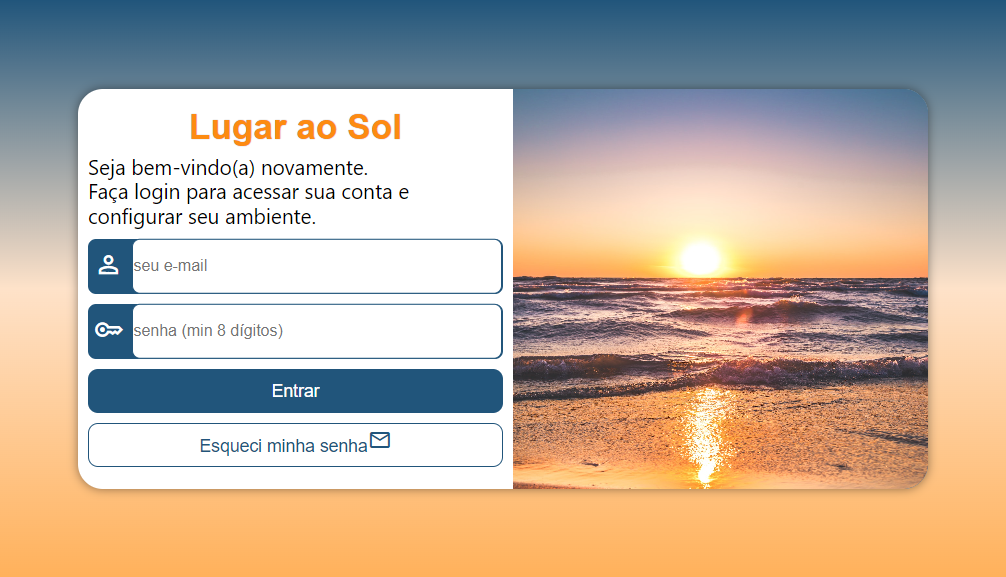 Lugar ao Sol
Seja bem-vindo(a) novamente.
Faça login para acessar sua conta e
configurar seu ambiente.
seu e-mail
senha (min 8 dígitos)
Entrar
Esqueci minha senha